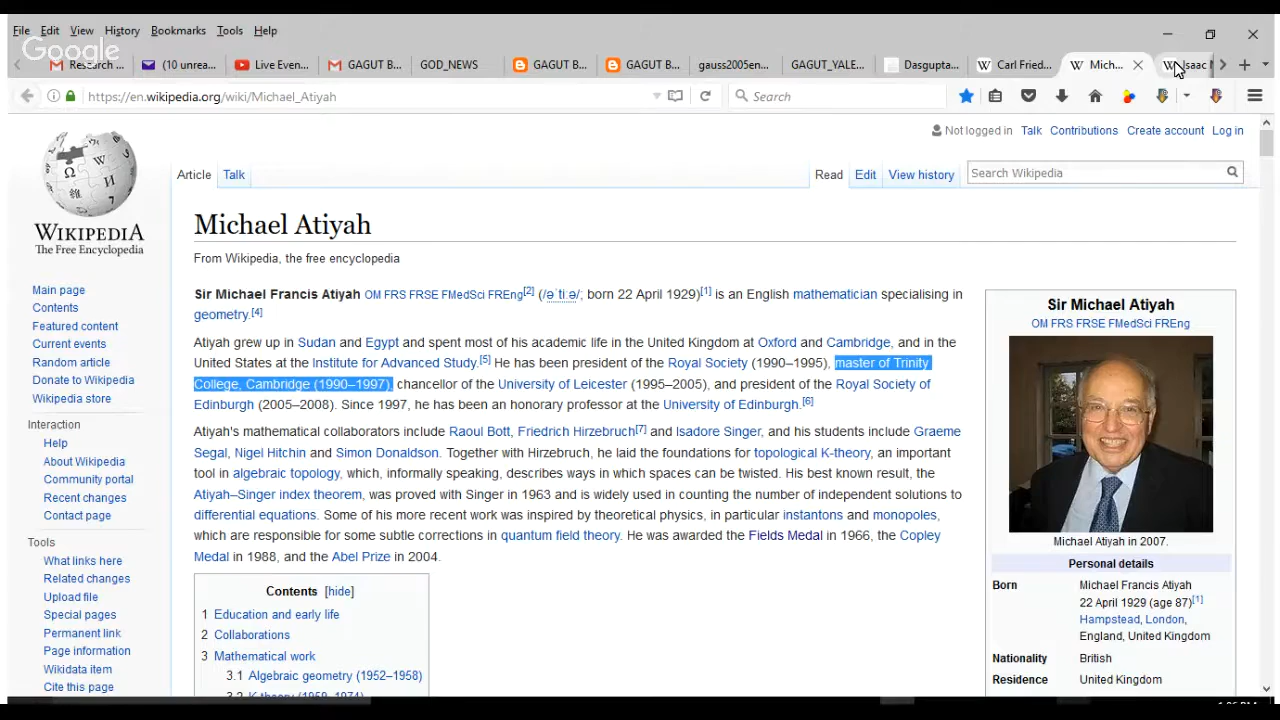 File Edit View History Bookmarks Tools Help
Google
Research ... (10 unrea... Live Even... GAGUT B... GOD_NEWS GAGUT B... GAGUT B... gauss2005en... GAGUT_YALE... Dasgupta... Carl Fried... Mich... Isaac
https://en.wikipedia.org/wiki/Michael_Atiyah Search
Not logged in Talk Contributions Create account Log in
Article Talk Read Edit View history Search Wikipedia
WIKIPEDIA
The Free Encyclopedia
Main page
Contents
Featured content
Current events
Random article
Donate to Wikipedia
Wikipedia store
Interaction
Help
About Wikipedia
Community portal
Recent changes
Contact page
Tools
What links here
Related changes
Upload file
Special pages
Permanent link
Page information
Wikidata item
Cite this page
Michael Atiyah
From Wikipedia, the free encyclopedia
Sir Michael Francis Atiyah OM FRS FRSE FMedSci FREng[2] (/əˈtiːə/; born 22 April 1929)[1] is an English mathematician specialising in
geometry.[4]
Atiyah grew up in Sudan and Egypt and spent most of his academic life in the United Kingdom at Oxford and Cambridge, and in the
United States at the Institute for Advanced Study.[5] He has been president of the Royal Society (1990–1995), master of Trinity
College, Cambridge (1990–1997), chancellor of the University of Leicester (1995–2005), and president of the Royal Society of
Edinburgh (2005–2008). Since 1997, he has been an honorary professor at the University of Edinburgh.[6]
Atiyah's mathematical collaborators include Raoul Bott, Friedrich Hirzebruch[7] and Isadore Singer, and his students include Graeme
Segal, Nigel Hitchin and Simon Donaldson. Together with Hirzebruch, he laid the foundations for topological K-theory, an important
tool in algebraic topology, which, informally speaking, describes ways in which spaces can be twisted. His best known result, the
Atiyah–Singer index theorem, was proved with Singer in 1963 and is widely used in counting the number of independent solutions to
differential equations. Some of his more recent work was inspired by theoretical physics, in particular instantons and monopoles,
which are responsible for some subtle corrections in quantum field theory. He was awarded the Fields Medal in 1966, the Copley
Medal in 1988, and the Abel Prize in 2004.
Contents [hide]
1 Education and early life
2 Collaborations
3 Mathematical work
3.1 Algebraic geometry (1952–1958)
3.2 K-theory (1959–1974)
Sir Michael Atiyah
OM FRS FRSE FMedSci FREng
Michael Atiyah in 2007.
Personal details
Born Michael Francis Atiyah
22 April 1929 (age 87)[1]
Hampstead, London,
England, United Kingdom
Nationality British
Residence United Kingdom